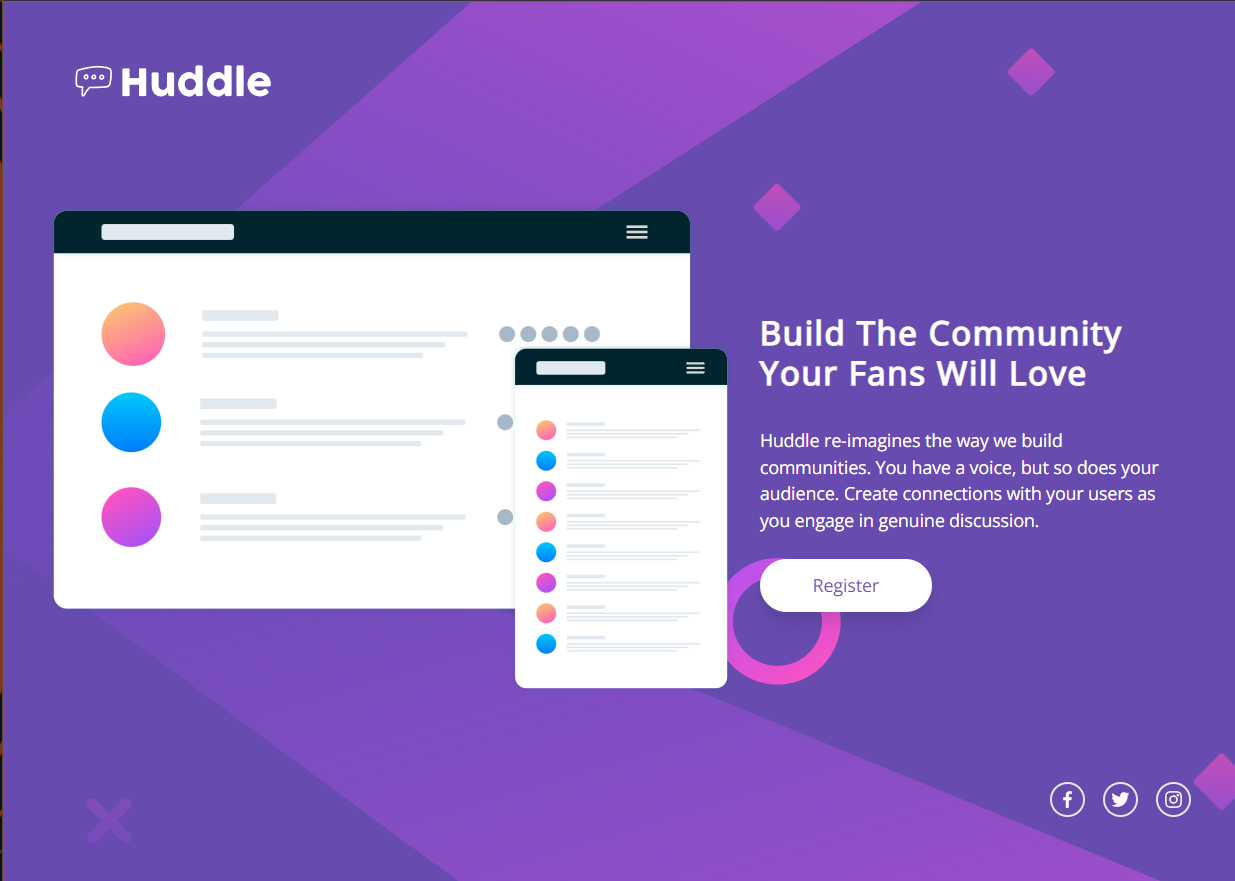 Huddle
Build The Community
Your Fans Will Love
Huddle re-imagines the way we build
communities. You have a voice, but so does your
audience. Create connections with your users as
you engage in genuine discussion.
Register